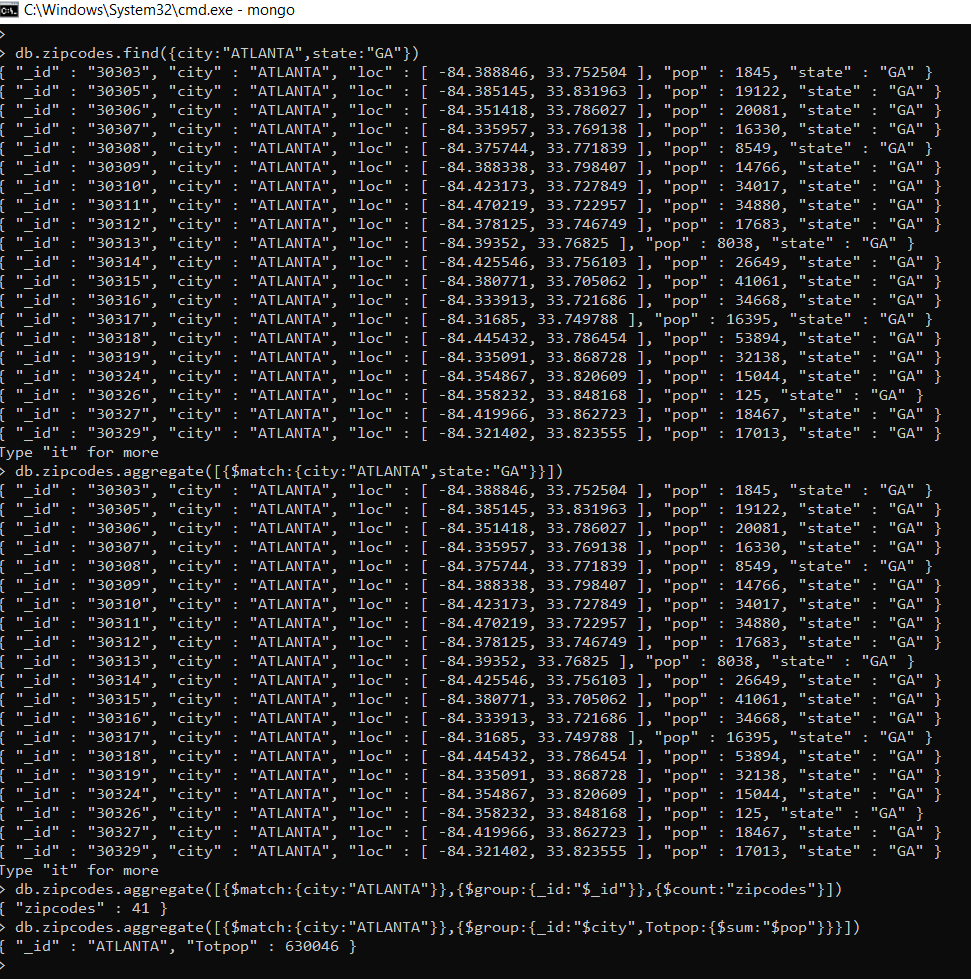 C:\Windows\System32\cmd.exe - mongo
>
> db.zipcodes.find({city:"ATLANTA",state:"GA"})
{ "_id" : "30303", "city" : "ATLANTA", "loc" : [ -84.388846, 33.752504 ], "pop" : 1845, "state" : "GA" }
{ "_id" : "30305", "city" : "ATLANTA", "loc" : [ -84.385145, 33.831963 ], "pop" : 19122, "state" : "GA" }
{ "_id" : "30306", "city" : "ATLANTA", "loc" : [ -84.351418, 33.786027 ], "pop" : 20081, "state" : "GA" }
{ "_id" : "30307", "city" : "ATLANTA", "loc" : [ -84.335957, 33.769138 ], "pop" : 16330, "state" : "GA" }
{ "_id" : "30308", "city" : "ATLANTA", "loc" : [ -84.375744, 33.771839 ], "pop" : 8549, "state" : "GA" }
{ "_id" : "30309", "city" : "ATLANTA", "loc" : [ -84.388338, 33.798407 ], "pop" : 14766, "state" : "GA" }
{ "_id" : "30310", "city" : "ATLANTA", "loc" : [ -84.423173, 33.727849 ], "pop" : 34017, "state" : "GA" }
{ "_id" : "30311", "city" : "ATLANTA", "loc" : [ -84.470219, 33.722957 ], "pop" : 34880, "state" : "GA" }
{ "_id" : "30312", "city" : "ATLANTA", "loc" : [ -84.378125, 33.746749 ], "pop" : 17683, "state" : "GA" }
{ "_id" : "30313", "city" : "ATLANTA", "loc" : [ -84.39352, 33.76825 ], "pop" : 8038, "state" : "GA" }
{ "_id" : "30314", "city" : "ATLANTA", "loc" : [ -84.425546, 33.756103 ], "pop" : 26649, "state" : "GA" }
{ "_id" : "30315", "city" : "ATLANTA", "loc" : [ -84.380771, 33.705062 ], "pop" : 41061, "state" : "GA" }
{ "_id" : "30316", "city" : "ATLANTA", "loc" : [ -84.333913, 33.721686 ], "pop" : 34668, "state" : "GA" }
{ "_id" : "30317", "city" : "ATLANTA", "loc" : [ -84.31685, 33.749788 ], "pop" : 16395, "state" : "GA" }
{ "_id" : "30318", "city" : "ATLANTA", "loc" : [ -84.445432, 33.786454 ], "pop" : 53894, "state" : "GA" }
{ "_id" : "30319", "city" : "ATLANTA", "loc" : [ -84.335091, 33.868728 ], "pop" : 32138, "state" : "GA" }
{ "_id" : "30324", "city" : "ATLANTA", "loc" : [ -84.354867, 33.820609 ], "pop" : 15044, "state" : "GA" }
{ "_id" : "30326", "city" : "ATLANTA", "loc" : [ -84.358232, 33.848168 ], "pop" : 125, "state" : "GA" }
{ "_id" : "30327", "city" : "ATLANTA", "loc" : [ -84.419966, 33.862723 ], "pop" : 18467, "state" : "GA" }
{ "_id" : "30329", "city" : "ATLANTA", "loc" : [ -84.321402, 33.823555 ], "pop" : 17013, "state" : "GA" }
Type "it" for more
> db.zipcodes.aggregate([{$match:{city:"ATLANTA",state:"GA"}}])
{ "_id" : "30303", "city" : "ATLANTA", "loc" : [ -84.388846, 33.752504 ], "pop" : 1845, "state" : "GA" }
{ "_id" : "30305", "city" : "ATLANTA", "loc" : [ -84.385145, 33.831963 ], "pop" : 19122, "state" : "GA" }
{ "_id" : "30306", "city" : "ATLANTA", "loc" : [ -84.351418, 33.786027 ], "pop" : 20081, "state" : "GA" }
{ "_id" : "30307", "city" : "ATLANTA", "loc" : [ -84.335957, 33.769138 ], "pop" : 16330, "state" : "GA" }
{ "_id" : "30308", "city" : "ATLANTA", "loc" : [ -84.375744, 33.771839 ], "pop" : 8549, "state" : "GA" }
{ "_id" : "30309", "city" : "ATLANTA", "loc" : [ -84.388338, 33.798407 ], "pop" : 14766, "state" : "GA" }
{ "_id" : "30310", "city" : "ATLANTA", "loc" : [ -84.423173, 33.727849 ], "pop" : 34017, "state" : "GA" }
{ "_id" : "30311", "city" : "ATLANTA", "loc" : [ -84.470219, 33.722957 ], "pop" : 34880, "state" : "GA" }
{ "_id" : "30312", "city" : "ATLANTA", "loc" : [ -84.378125, 33.746749 ], "pop" : 17683, "state" : "GA" }
{ "_id" : "30313", "city" : "ATLANTA", "loc" : [ -84.39352, 33.76825 ], "pop" : 8038, "state" : "GA" }
{ "_id" : "30314", "city" : "ATLANTA", "loc" : [ -84.425546, 33.756103 ], "pop" : 26649, "state" : "GA" }
{ "_id" : "30315", "city" : "ATLANTA", "loc" : [ -84.380771, 33.705062 ], "pop" : 41061, "state" : "GA" }
{ "_id" : "30316", "city" : "ATLANTA", "loc" : [ -84.333913, 33.721686 ], "pop" : 34668, "state" : "GA" }
{ "_id" : "30317", "city" : "ATLANTA", "loc" : [ -84.31685, 33.749788 ], "pop" : 16395, "state" : "GA" }
{ "_id" : "30318", "city" : "ATLANTA", "loc" : [ -84.445432, 33.786454 ], "pop" : 53894, "state" : "GA" }
{ "_id" : "30319", "city" : "ATLANTA", "loc" : [ -84.335091, 33.868728 ], "pop" : 32138, "state" : "GA" }
{ "_id" : "30324", "city" : "ATLANTA", "loc" : [ -84.354867, 33.820609 ], "pop" : 15044, "state" : "GA" }
{ "_id" : "30326", "city" : "ATLANTA", "loc" : [ -84.358232, 33.848168 ], "pop" : 125, "state" : "GA" }
{ "_id" : "30327", "city" : "ATLANTA", "loc" : [ -84.419966, 33.862723 ], "pop" : 18467, "state" : "GA" }
{ "_id" : "30329", "city" : "ATLANTA", "loc" : [ -84.321402, 33.823555 ], "pop" : 17013, "state" : "GA" }
Type "it" for more
> db.zipcodes.aggregate([{$match:{city:"ATLANTA"}},{$group:{_id:"$_id"}},{$count:"zipcodes"}])
{ "zipcodes" : 41 }
> db.zipcodes.aggregate([{$match:{city:"ATLANTA"}},{$group:{_id:"$city",Totpop:{$sum:"$pop"}}}])
{ "_id" : "ATLANTA", "Totpop" : 630046 }
>